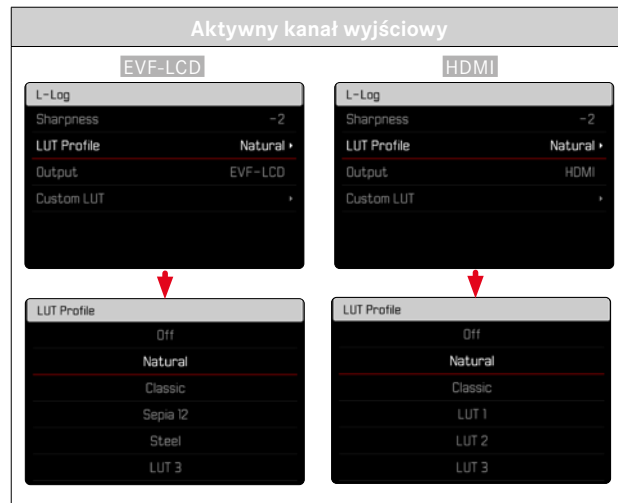 Aktywny kanał wyjściowy
EVF-LCD
L-Log
Sharpness -2
LUT Profile Natural
Output EVF-LCD
Custom LUT
LUT Profile
Off
Natural
Classic
Sepia 12
Steel
LUT 3
HDMI
L-Log
Sharpness -2
LUT Profile Natural
Output HDMI
Custom LUT
LUT Profile
Off
Natural
Classic
LUT 1
LUT 2
LUT 3